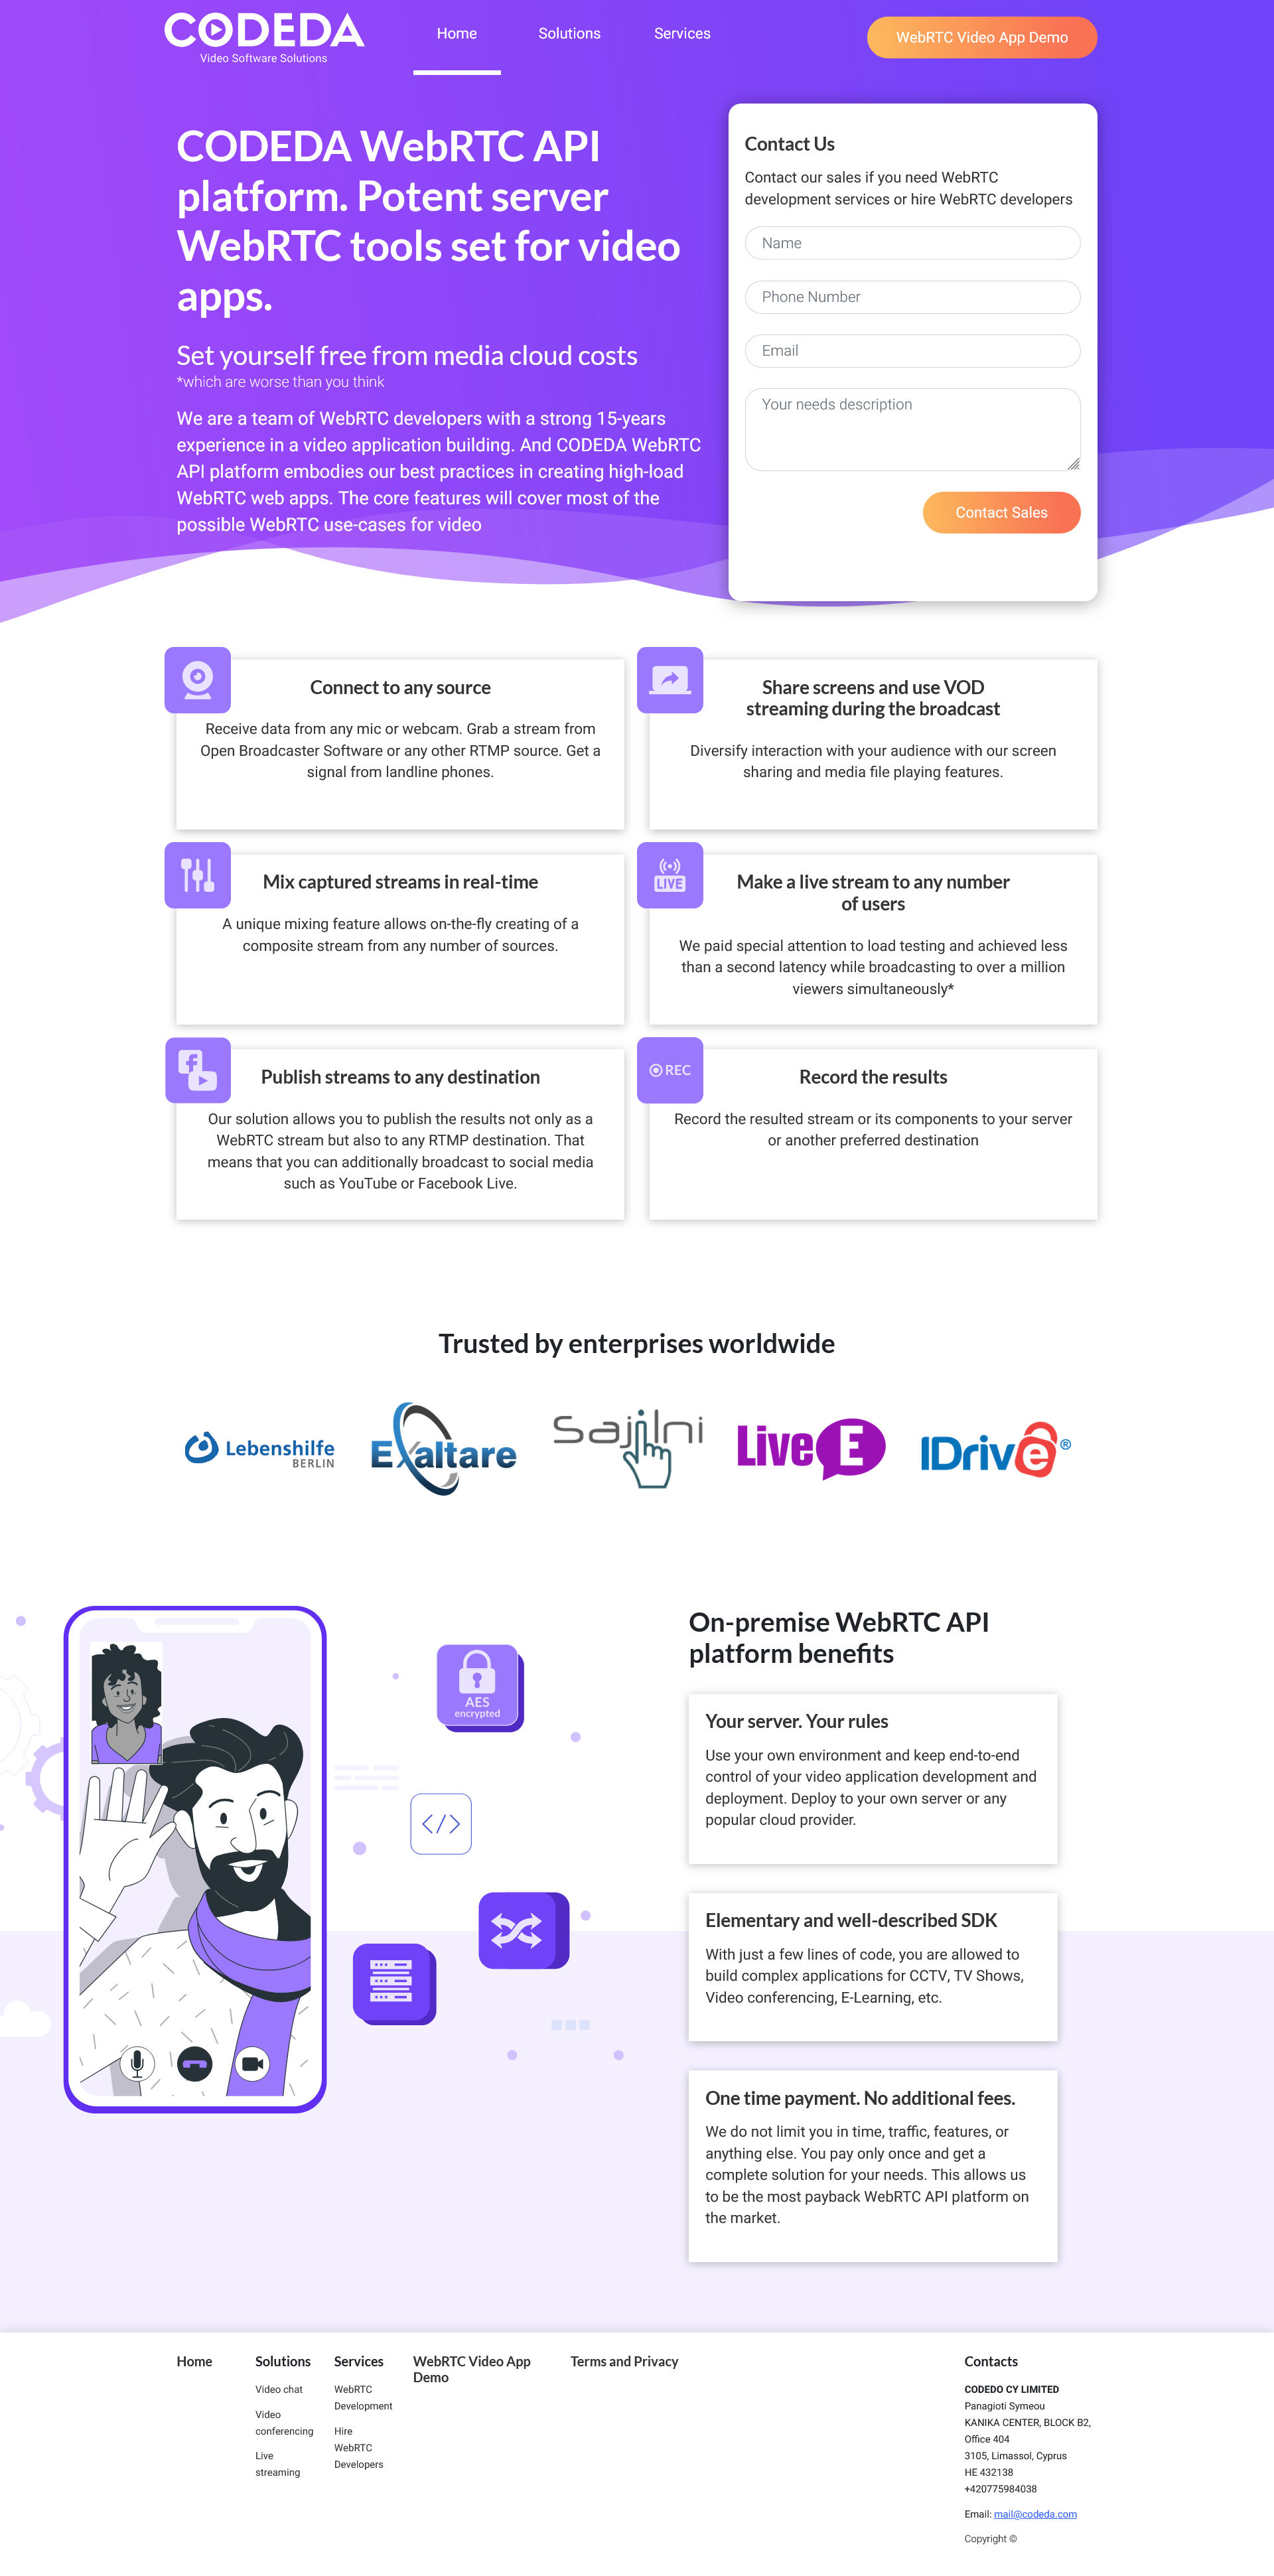 CODEDA
Video Software Solutions
Home
Solutions
Services
WebRTC Video App Demo
CODEDA WebRTC API
platform. Potent server
WebRTC tools set for video
apps.
Set yourself free from media cloud costs
*which are worse than you think
We are a team of WebRTC developers with a strong 15-years
experience in a video application building. And CODEDA WebRTC
API platform embodies our best practices in creating high-load
WebRTC web apps. The core features will cover most of the
possible WebRTC use-cases for video
Contact Us
Contact our sales if you need WebRTC
development services or hire WebRTC developers
Name
Phone Number
Email
Your needs description
Contact Sales
Connect to any source
Receive data from any mic or webcam. Grab a stream from
Open Broadcaster Software or any other RTMP source. Get a
signal from landline phones.
Share screens and use VOD
streaming during the broadcast
Diversify interaction with your audience with our screen
sharing and media file playing features.
Mix captured streams in real-time
A unique mixing feature allows on-the-fly creating of a
composite stream from any number of sources.
LIVE
Make a live stream to any number
of users
We paid special attention to load testing and achieved less
than a second latency while broadcasting to over a million
viewers simultaneously*
Publish streams to any destination
Our solution allows you to publish the results not only as a
WebRTC stream but also to any RTMP destination. That
means that you can additionally broadcast to social media
such as YouTube or Facebook Live.
REC
Record the results
Record the resulted stream or its components to your server
or another preferred destination
Trusted by enterprises worldwide
Lebenshilfe
BERLIN
Exaltare
Sajilni
Live E
IDrive®
AES
encrypted
</>
On-premise WebRTC API
platform benefits
Your server. Your rules
Use your own environment and keep end-to-end
control of your video application development and
deployment. Deploy to your own server or any
popular cloud provider.
Elementary and well-described SDK
With just a few lines of code, you are allowed to
build complex applications for CCTV, TV Shows,
Video conferencing, E-Learning, etc.
One time payment. No additional fees.
We do not limit you in time, traffic, features, or
anything else. You pay only once and get a
complete solution for your needs. This allows us
to be the most payback WebRTC API platform on
the market.
Home
Solutions
Video chat
Video
conferencing
Live
streaming
Services
WebRTC
Development
Hire
WebRTC
Developers
WebRTC Video App
Demo
Terms and Privacy
Contacts
CODEDO CY LIMITED
Panagioti Symeou
KANIKA CENTER, BLOCK B2,
Office 404
3105, Limassol, Cyprus
HE 432138
+420775984038
Email: mail@codeda.com
Copyright ©